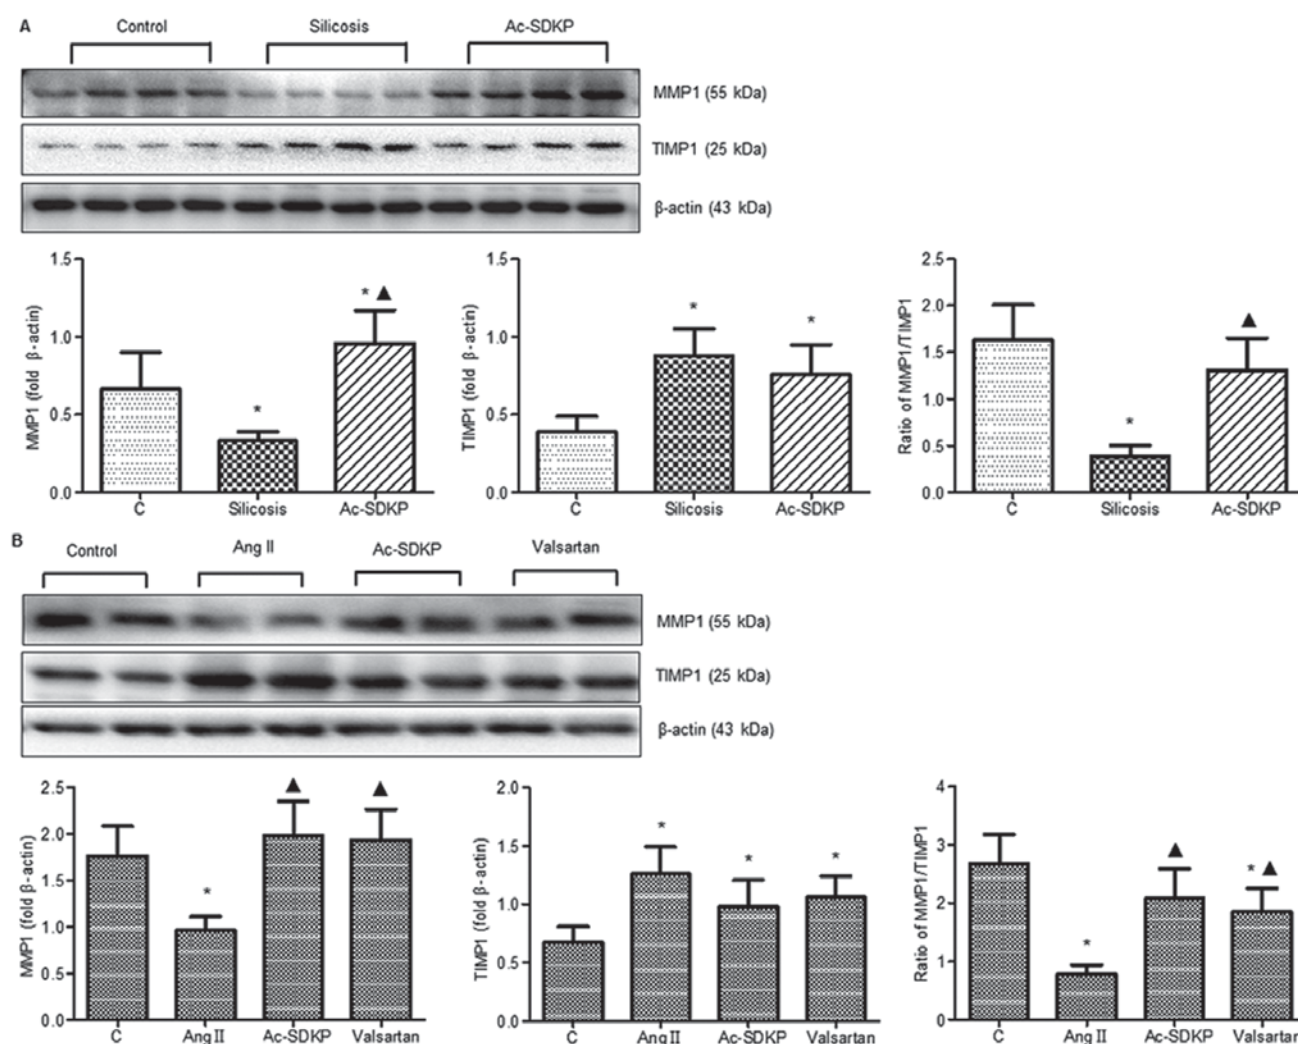 A
Control Silicosis Ac-SDKP
MMP1 (55 kDa)
TIMP1 (25 kDa)
β-actin (43 kDa)
MMP1 (fold β-actin)
1.5
1.0
0.5
0.0
* * ▲
C Silicosis Ac-SDKP
TIMP1 (fold β-actin)
1.5
1.0
0.5
0.0
* *
C Silicosis Ac-SDKP
Ratio of MMP1/TIMP1
2.5
2.0
1.5
1.0
0.5
0.0
* ▲
C Silicosis Ac-SDKP
B
Control Ang II Ac-SDKP Valsartan
MMP1 (55 kDa)
TIMP1 (25 kDa)
β-actin (43 kDa)
MMP1 (fold β-actin)
2.5
2.0
1.5
1.0
0.5
0.0
* ▲ ▲
C Ang II Ac-SDKP Valsartan
TIMP1 (fold β-actin)
2.0
1.5
1.0
0.5
0.0
* * *
C Ang II Ac-SDKP Valsartan
Ratio of MMP1/TIMP1
4
3
2
1
0
* ▲ * ▲
C Ang II Ac-SDKP Valsartan